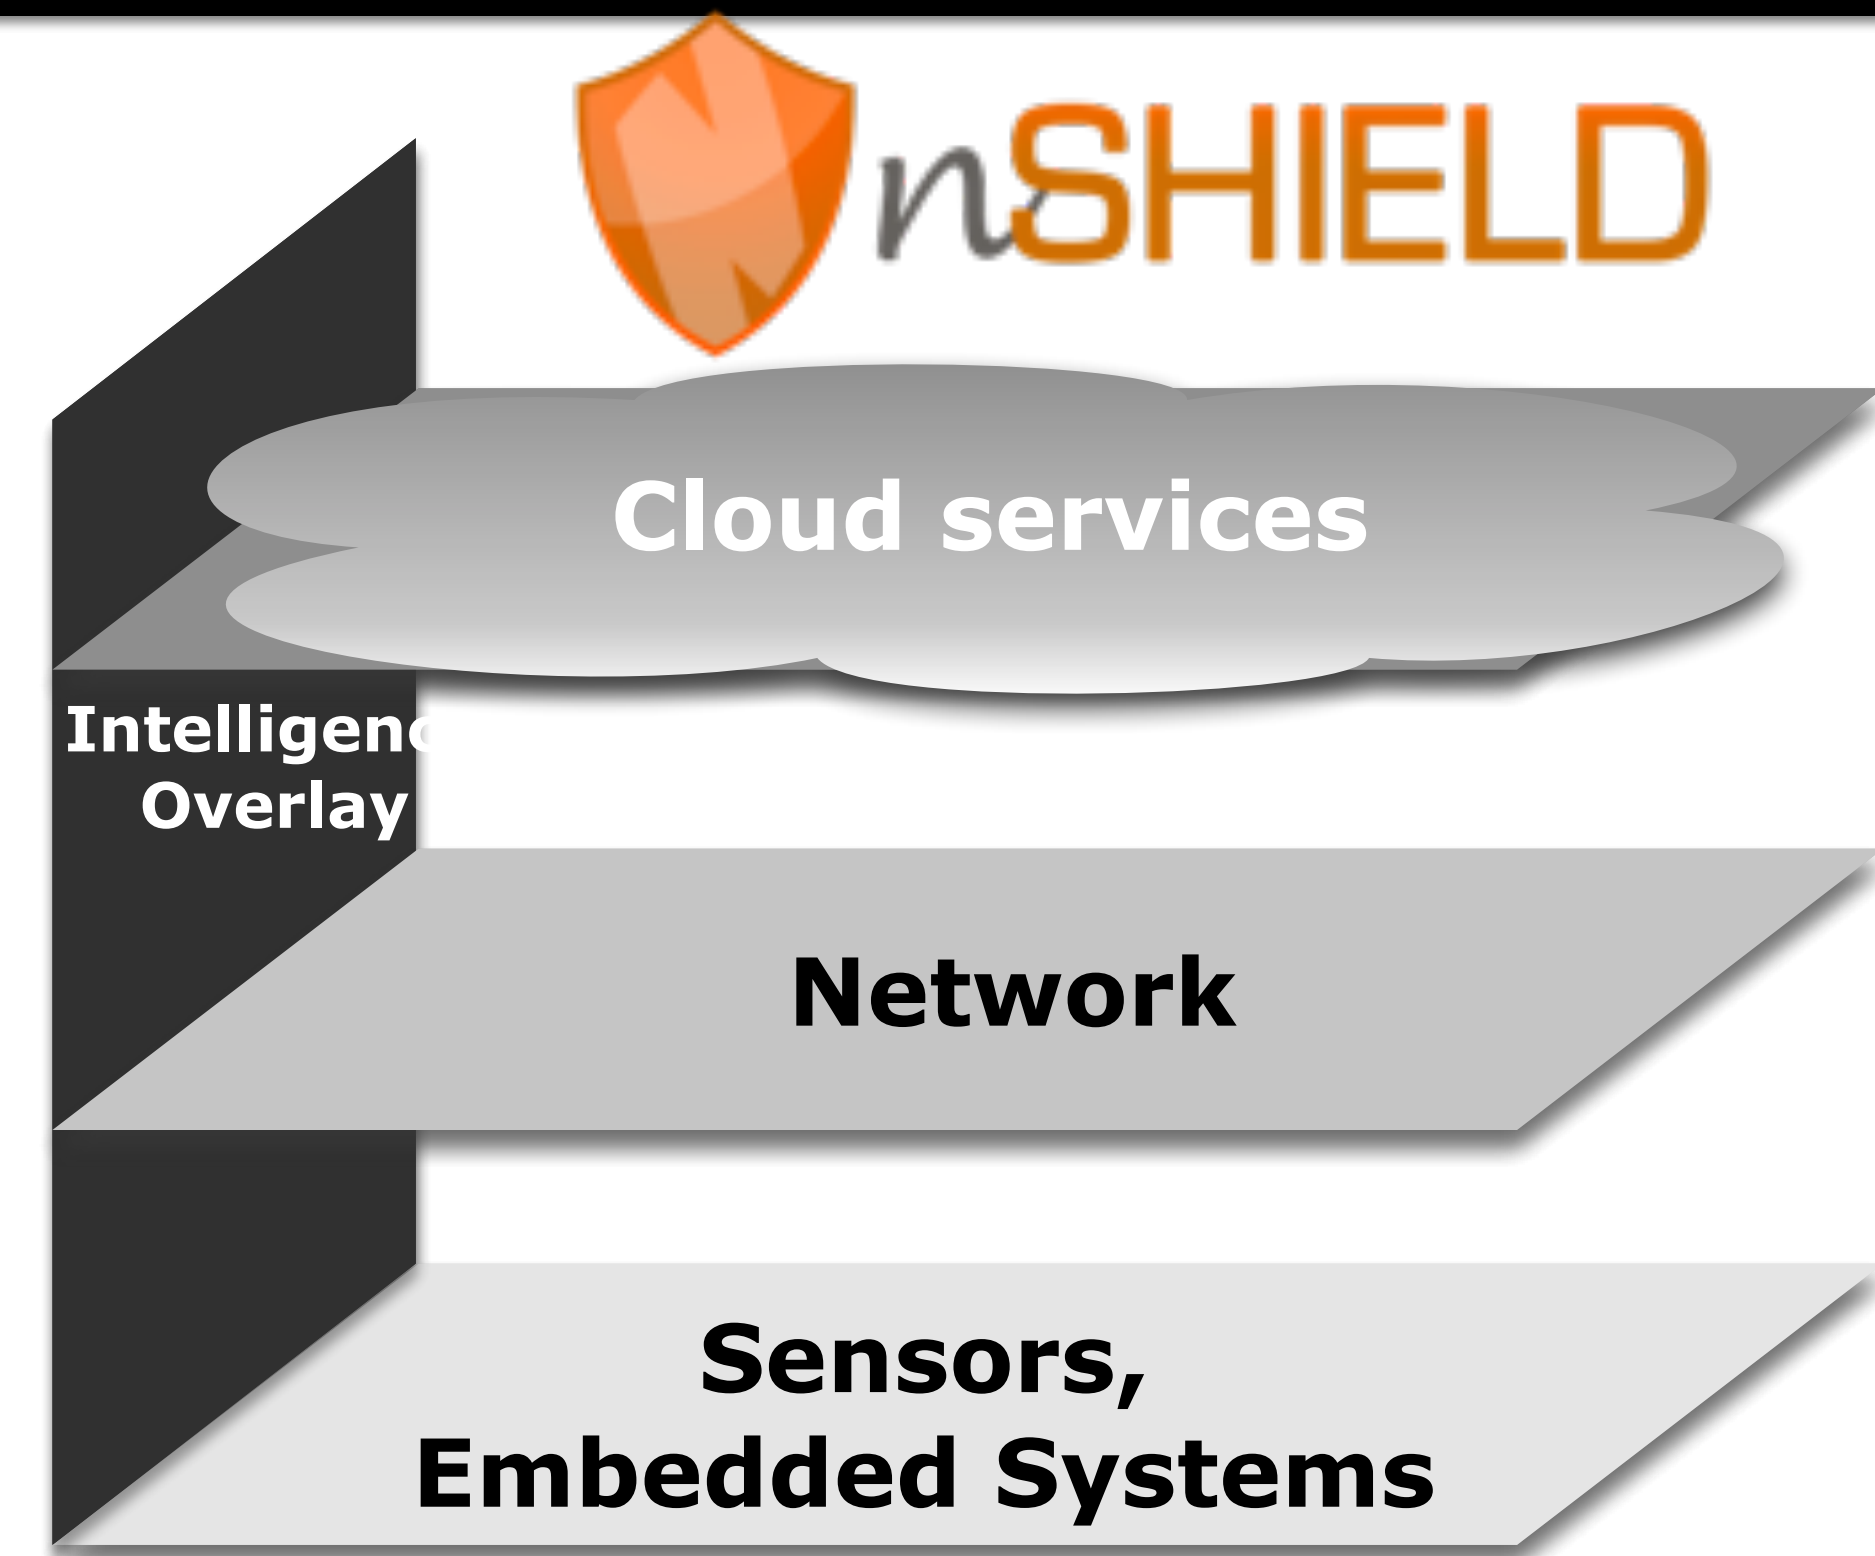 nSHIELD
Cloud services
Intelligenc
Overlay
Network
Sensors,
Embedded Systems